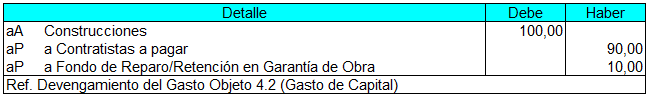 Detalle Debe Haber
aA Construcciones 100,00
aP a Contratistas a pagar 90,00
aP a Fondo de Reparo/Retención en Garantía de Obra 10,00
Ref. Devengamiento del Gasto Objeto 4.2 (Gasto de Capital)